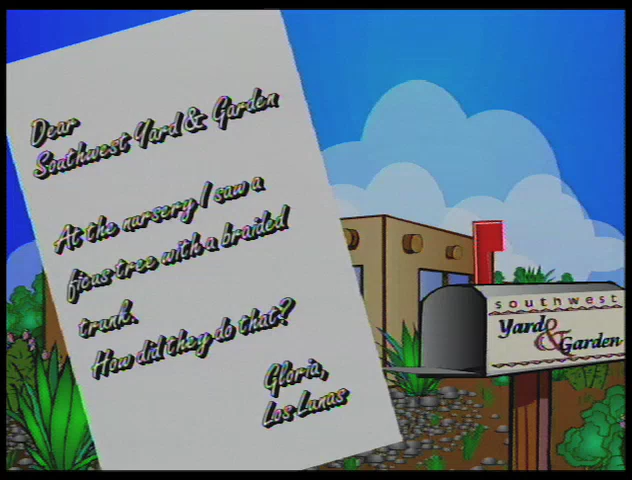 Dear
Southwest Yard & Garden
At the nursery I saw a
ficus tree with a braided
trunk.
How did they do that?
Gloria,
Los Lunas
southwest
Yard
&
Garden